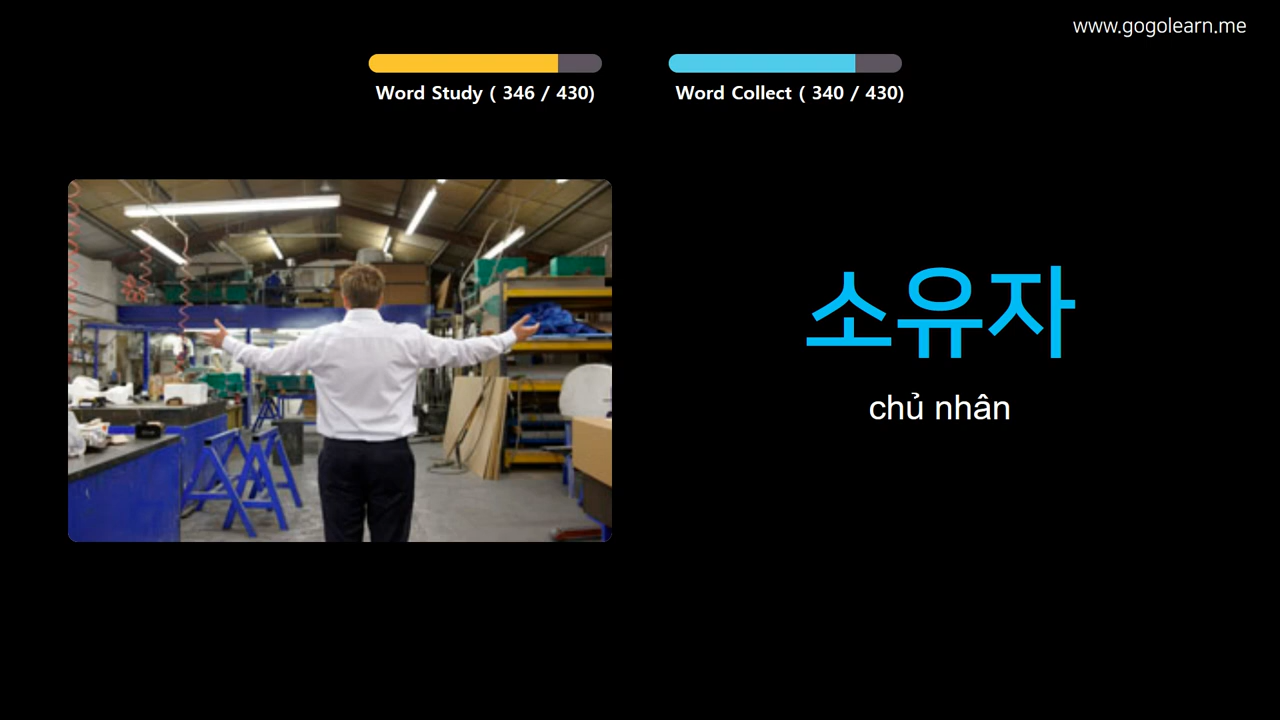 www.gogolearn.me
Word Study ( 346 / 430)
Word Collect ( 340 / 430)
소유자
chủ nhân